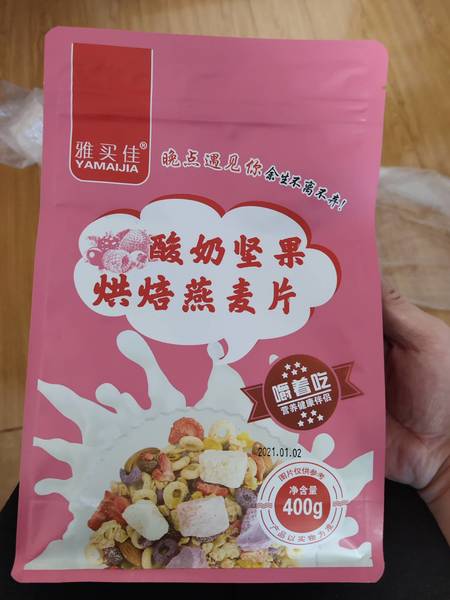 雅买佳®
YAMAIJIA
晚点遇见你
余生不离不弃!
酸奶坚果
烘焙燕麦片
嚼着吃
营养健康伴侣
2021.01.02
图片仅供参考
净含量
400g
产品以实物为准